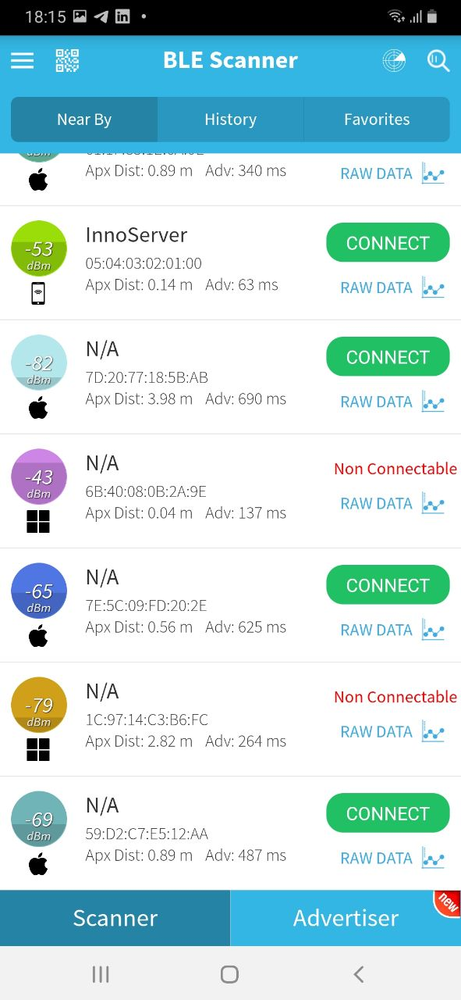 18:15
BLE Scanner
Near By History Favorites
Apx Dist: 0.89 m Adv: 340 ms RAW DATA
-53 dBm
InnoServer CONNECT
05:04:03:02:01:00
Apx Dist: 0.14 m Adv: 63 ms RAW DATA
-82 dBm
N/A CONNECT
7D:20:77:18:5B:AB
Apx Dist: 3.98 m Adv: 690 ms RAW DATA
-43 dBm
N/A Non Connectable
6B:40:08:0B:2A:9E
Apx Dist: 0.04 m Adv: 137 ms RAW DATA
-65 dBm
N/A CONNECT
7E:5C:09:FD:20:2E
Apx Dist: 0.56 m Adv: 625 ms RAW DATA
-79 dBm
N/A Non Connectable
1C:97:14:C3:B6:FC
Apx Dist: 2.82 m Adv: 264 ms RAW DATA
-69 dBm
N/A CONNECT
59:D2:C7:E5:12:AA
Apx Dist: 0.89 m Adv: 487 ms RAW DATA
Scanner Advertiser new